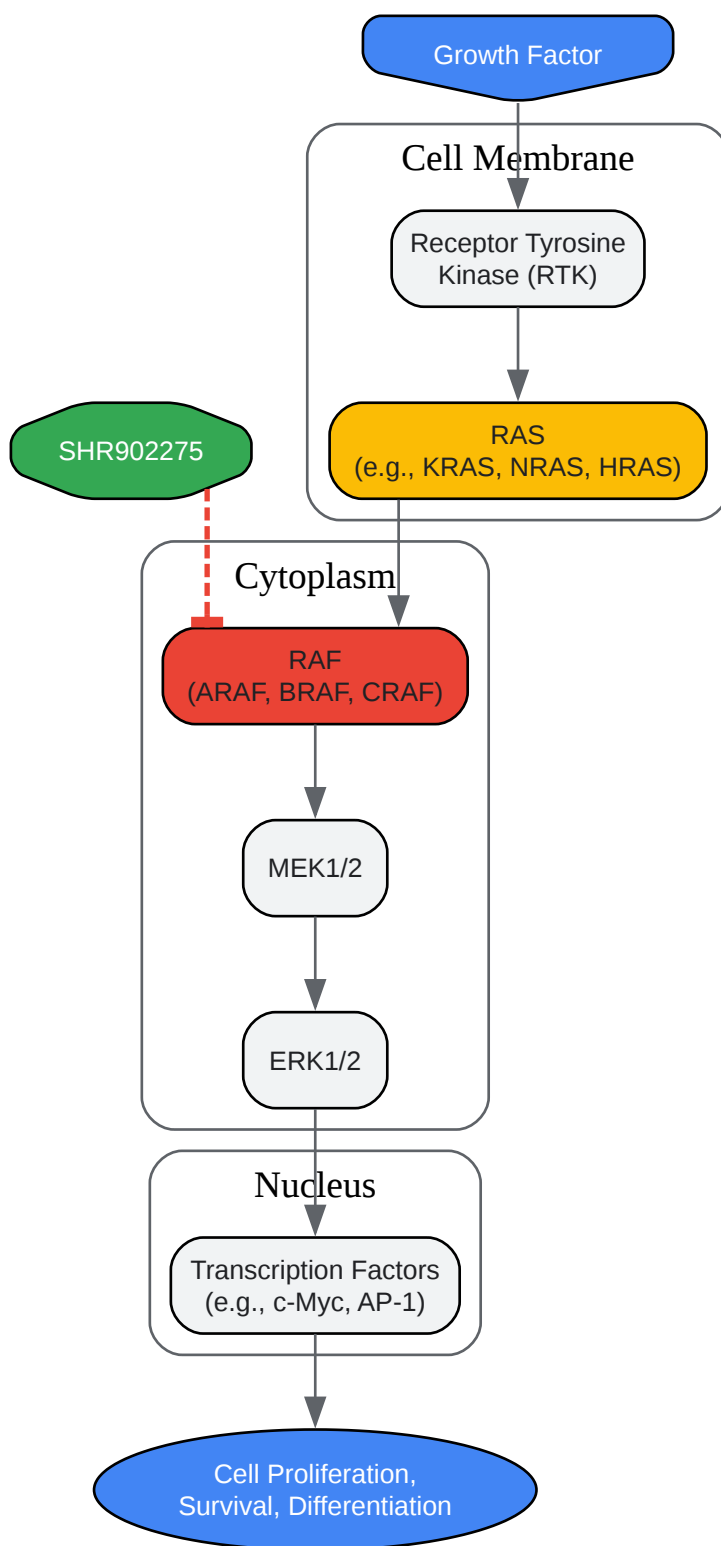 Growth Factor
Cell Membrane
Receptor Tyrosine
Kinase (RTK)
RAS
(e.g., KRAS, NRAS, HRAS)
SHR902275
Cytoplasm
RAF
(ARAF, BRAF, CRAF)
MEK1/2
ERK1/2
Nucleus
Transcription Factors
(e.g., c-Myc, AP-1)
Cell Proliferation,
Survival, Differentiation